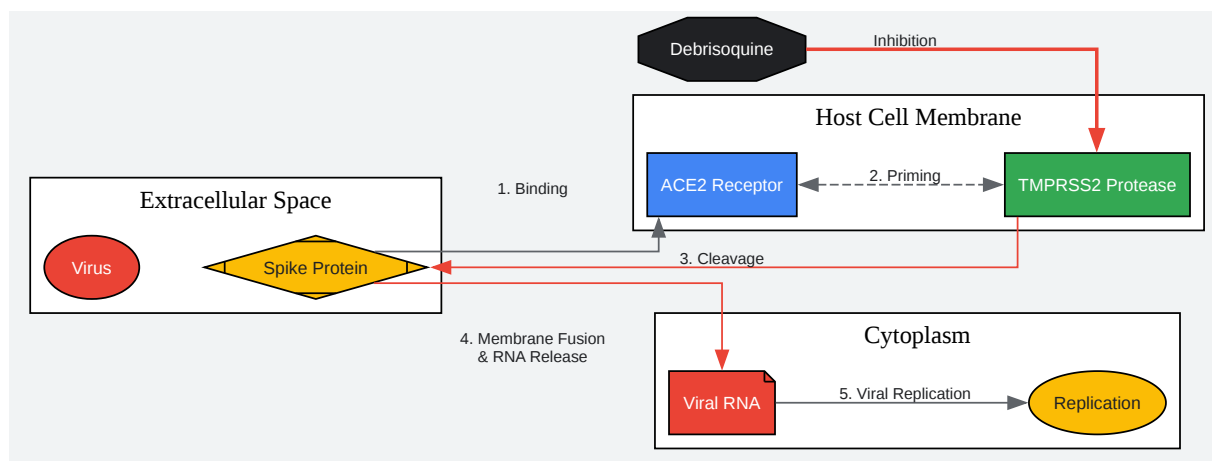 Debrisoquine
Inhibition
Host Cell Membrane
ACE2 Receptor
2. Priming
TMPRSS2 Protease
1. Binding
Extracellular Space
Virus
Spike Protein
3. Cleavage
4. Membrane Fusion
& RNA Release
Cytoplasm
Viral RNA
5. Viral Replication
Replication